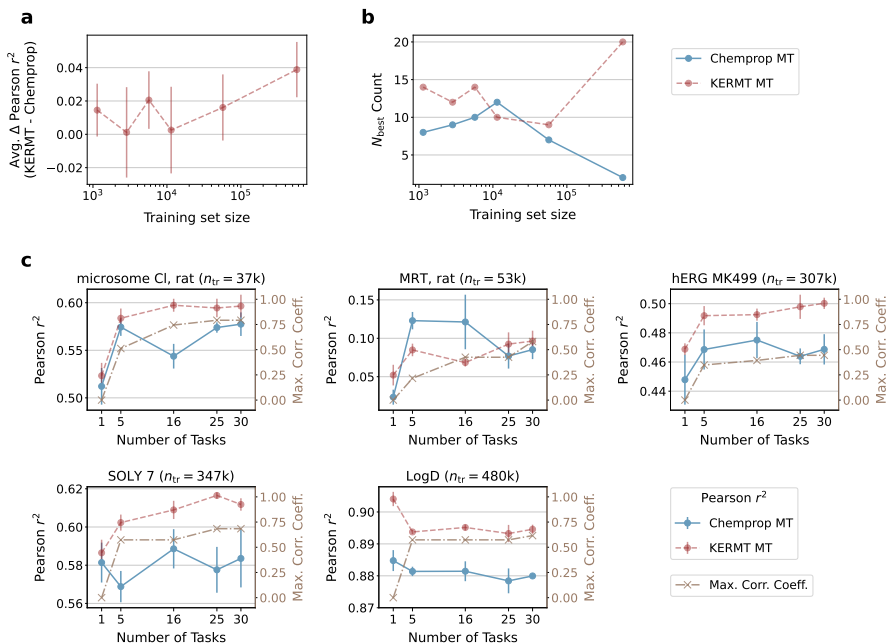 a
b
Avg. Δ Pearson r²
(KERMT - Chemprop)
0.04
0.02
0.00
−0.02
10³
10⁴
10⁵
Training set size
N_best Count
20
15
10
5
10³
10⁴
10⁵
Training set size
Chemprop MT
KERMT MT
c
microsome Cl, rat (n_tr = 37k)
Pearson r²
0.60
0.55
0.50
1.00
0.75
0.50
0.25
0.00
Max. Corr. Coeff.
1 5 16 25 30
Number of Tasks
MRT, rat (n_tr = 53k)
Pearson r²
0.15
0.10
0.05
1.00
0.75
0.50
0.25
0.00
Max. Corr. Coeff.
1 5 16 25 30
Number of Tasks
hERG MK499 (n_tr = 307k)
Pearson r²
0.50
0.48
0.46
0.44
1.00
0.75
0.50
0.25
0.00
Max. Corr. Coeff.
1 5 16 25 30
Number of Tasks
SOLY 7 (n_tr = 347k)
Pearson r²
0.62
0.60
0.58
0.56
1.00
0.75
0.50
0.25
0.00
Max. Corr. Coeff.
1 5 16 25 30
Number of Tasks
LogD (n_tr = 480k)
Pearson r²
0.90
0.89
0.88
0.87
1.00
0.75
0.50
0.25
0.00
Max. Corr. Coeff.
1 5 16 25 30
Number of Tasks
Pearson r²
Chemprop MT
KERMT MT
Max. Corr. Coeff.